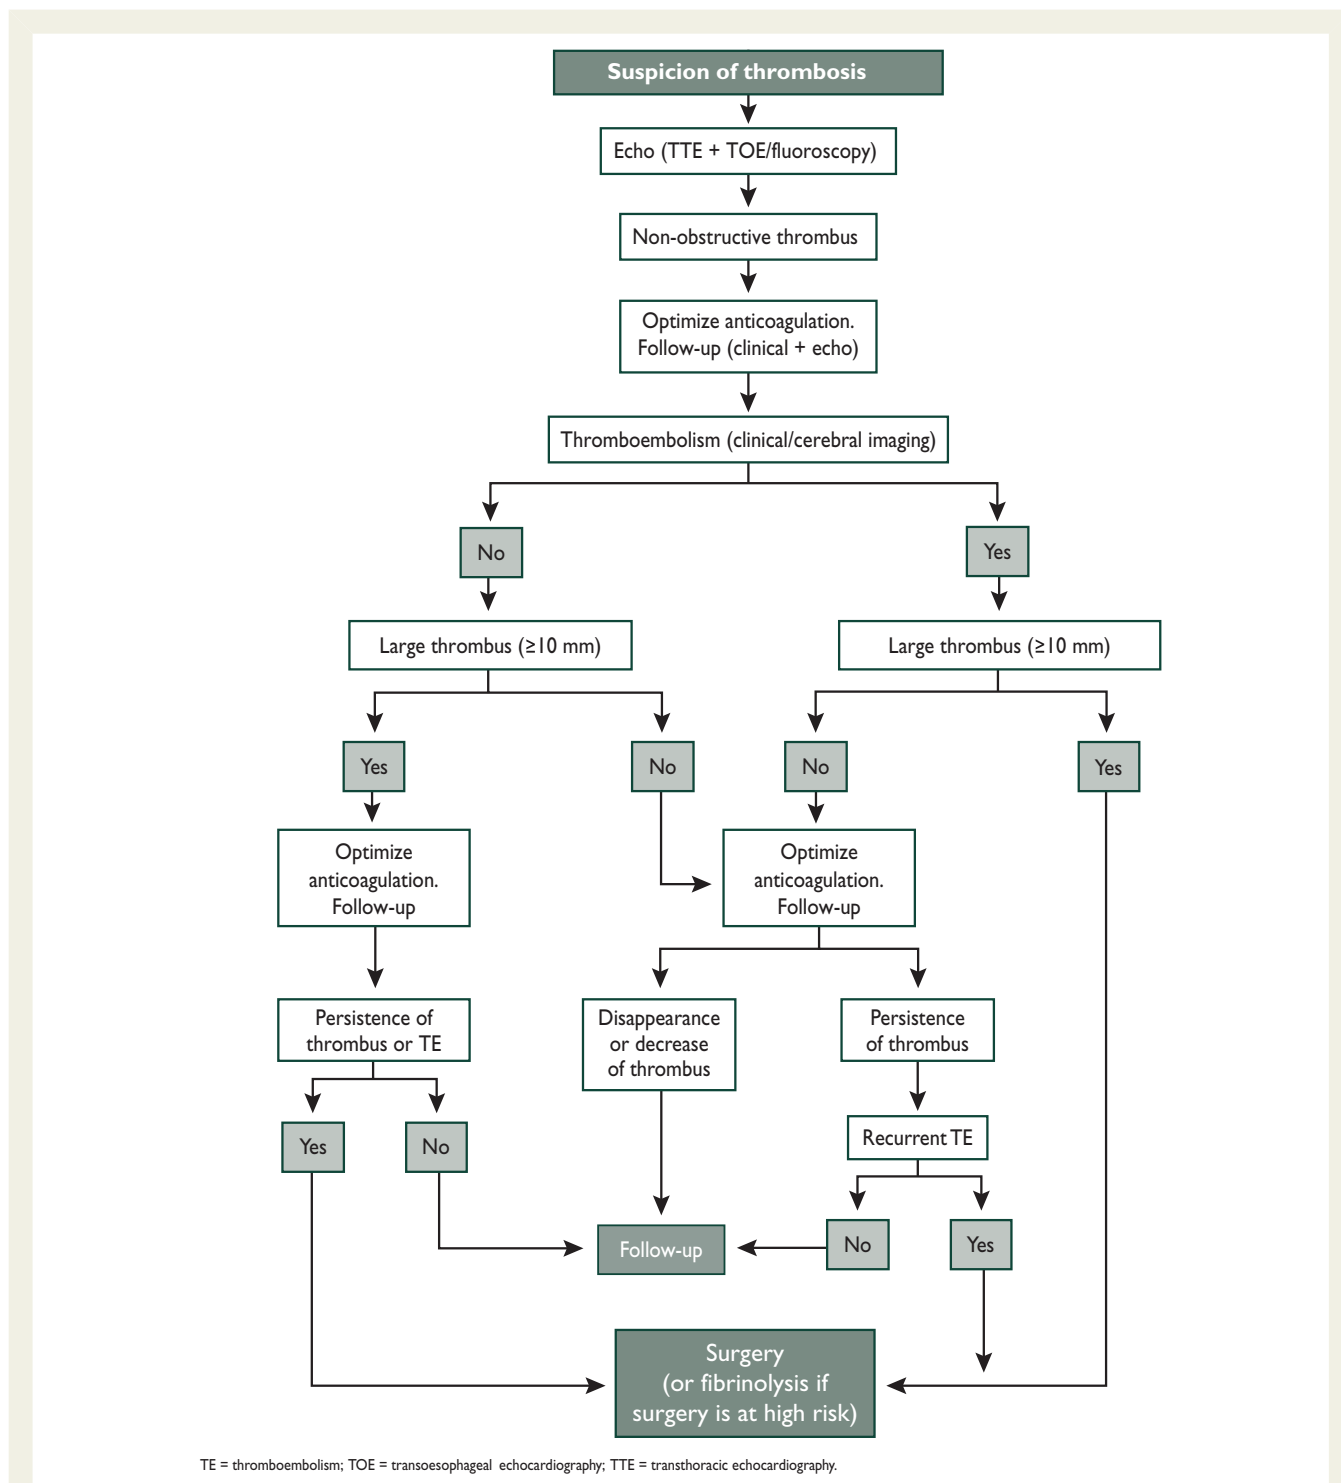 Suspicion of thrombosis
Echo (TTE + TOE/fluoroscopy)
Non-obstructive thrombus
Optimize anticoagulation.
Follow-up (clinical + echo)
Thromboembolism (clinical/cerebral imaging)
No
Yes
Large thrombus (≥10 mm)
Large thrombus (≥10 mm)
Yes
No
No
Yes
Optimize
anticoagulation.
Follow-up
Optimize
anticoagulation.
Follow-up
Persistence of
thrombus or TE
Disappearance
or decrease
of thrombus
Persistence
of thrombus
Yes
No
Recurrent TE
Follow-up
No
Yes
Surgery
(or fibrinolysis if
surgery is at high risk)
TE = thromboembolism; TOE = transoesophageal echocardiography; TTE = transthoracic echocardiography.